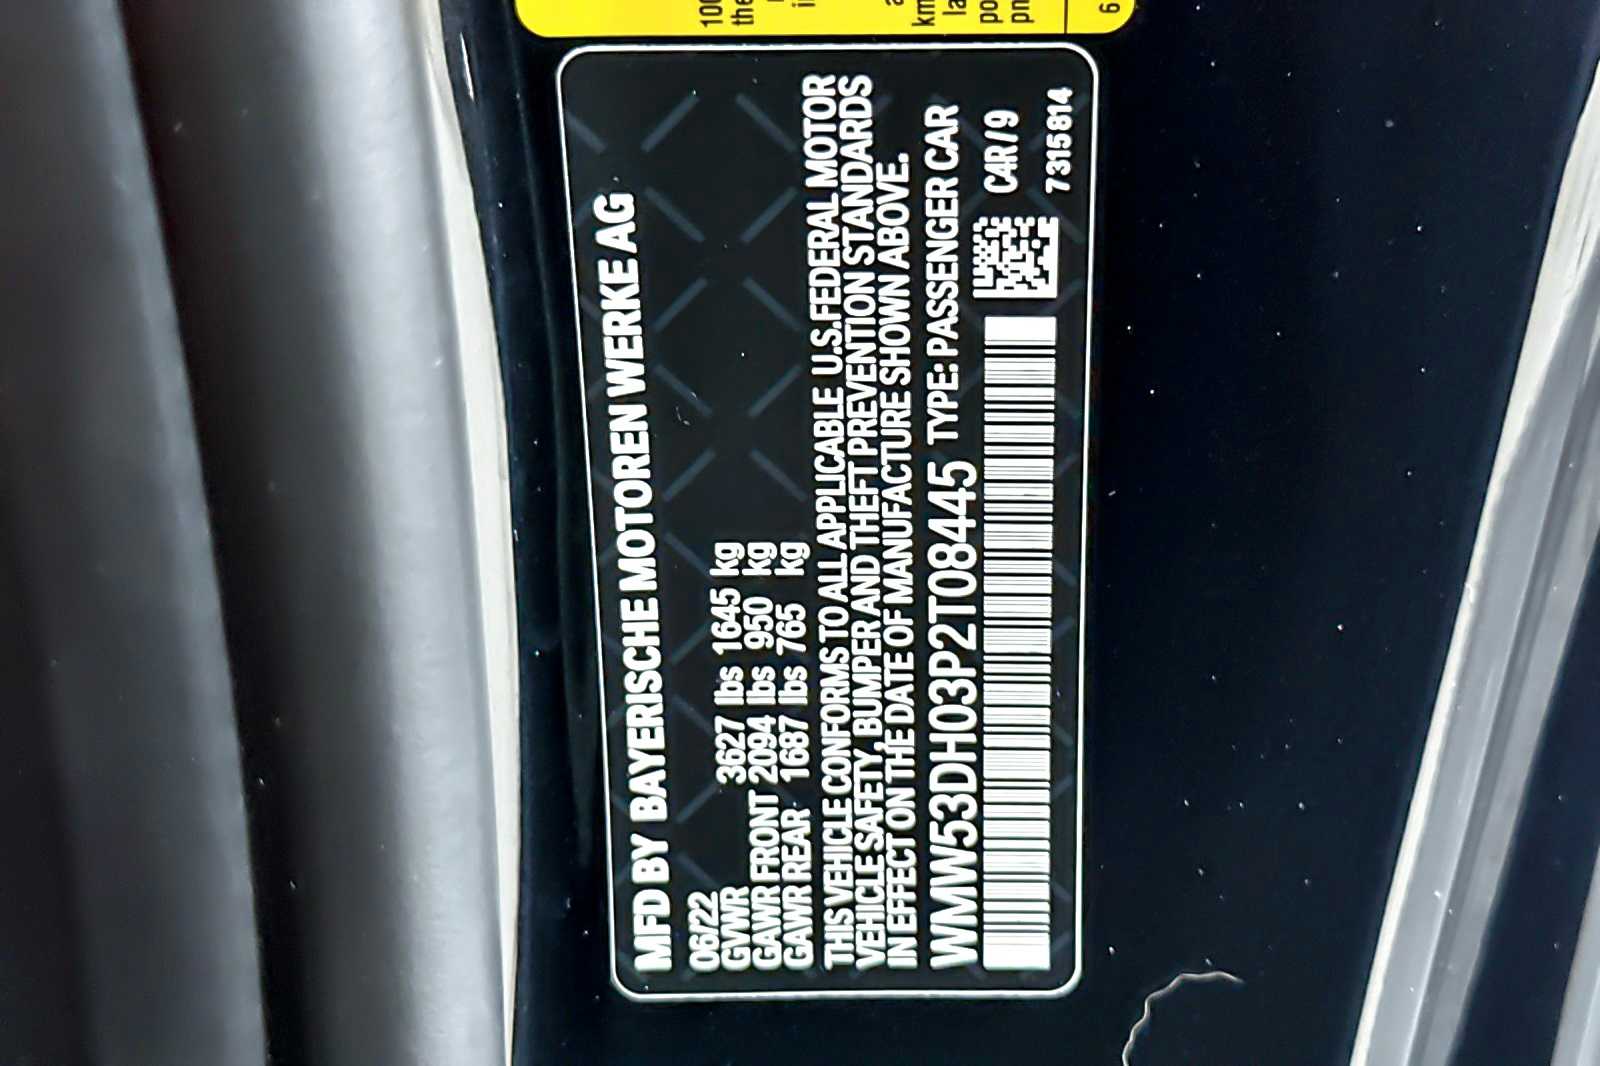 MFD BY BAYERISCHE MOTOREN WERKE AG
06/22
GVWR 3627 lbs 1645 kg
GAWR FRONT 2094 lbs 950 kg
GAWR REAR 1687 lbs 765 kg
THIS VEHICLE CONFORMS TO ALL APPLICABLE U.S. FEDERAL MOTOR
VEHICLE SAFETY, BUMPER AND THEFT PREVENTION STANDARDS
IN EFFECT ON THE DATE OF MANUFACTURE SHOWN ABOVE.
WMW53DH03P2T08445 TYPE: PASSENGER CAR
C4R/9
7315814